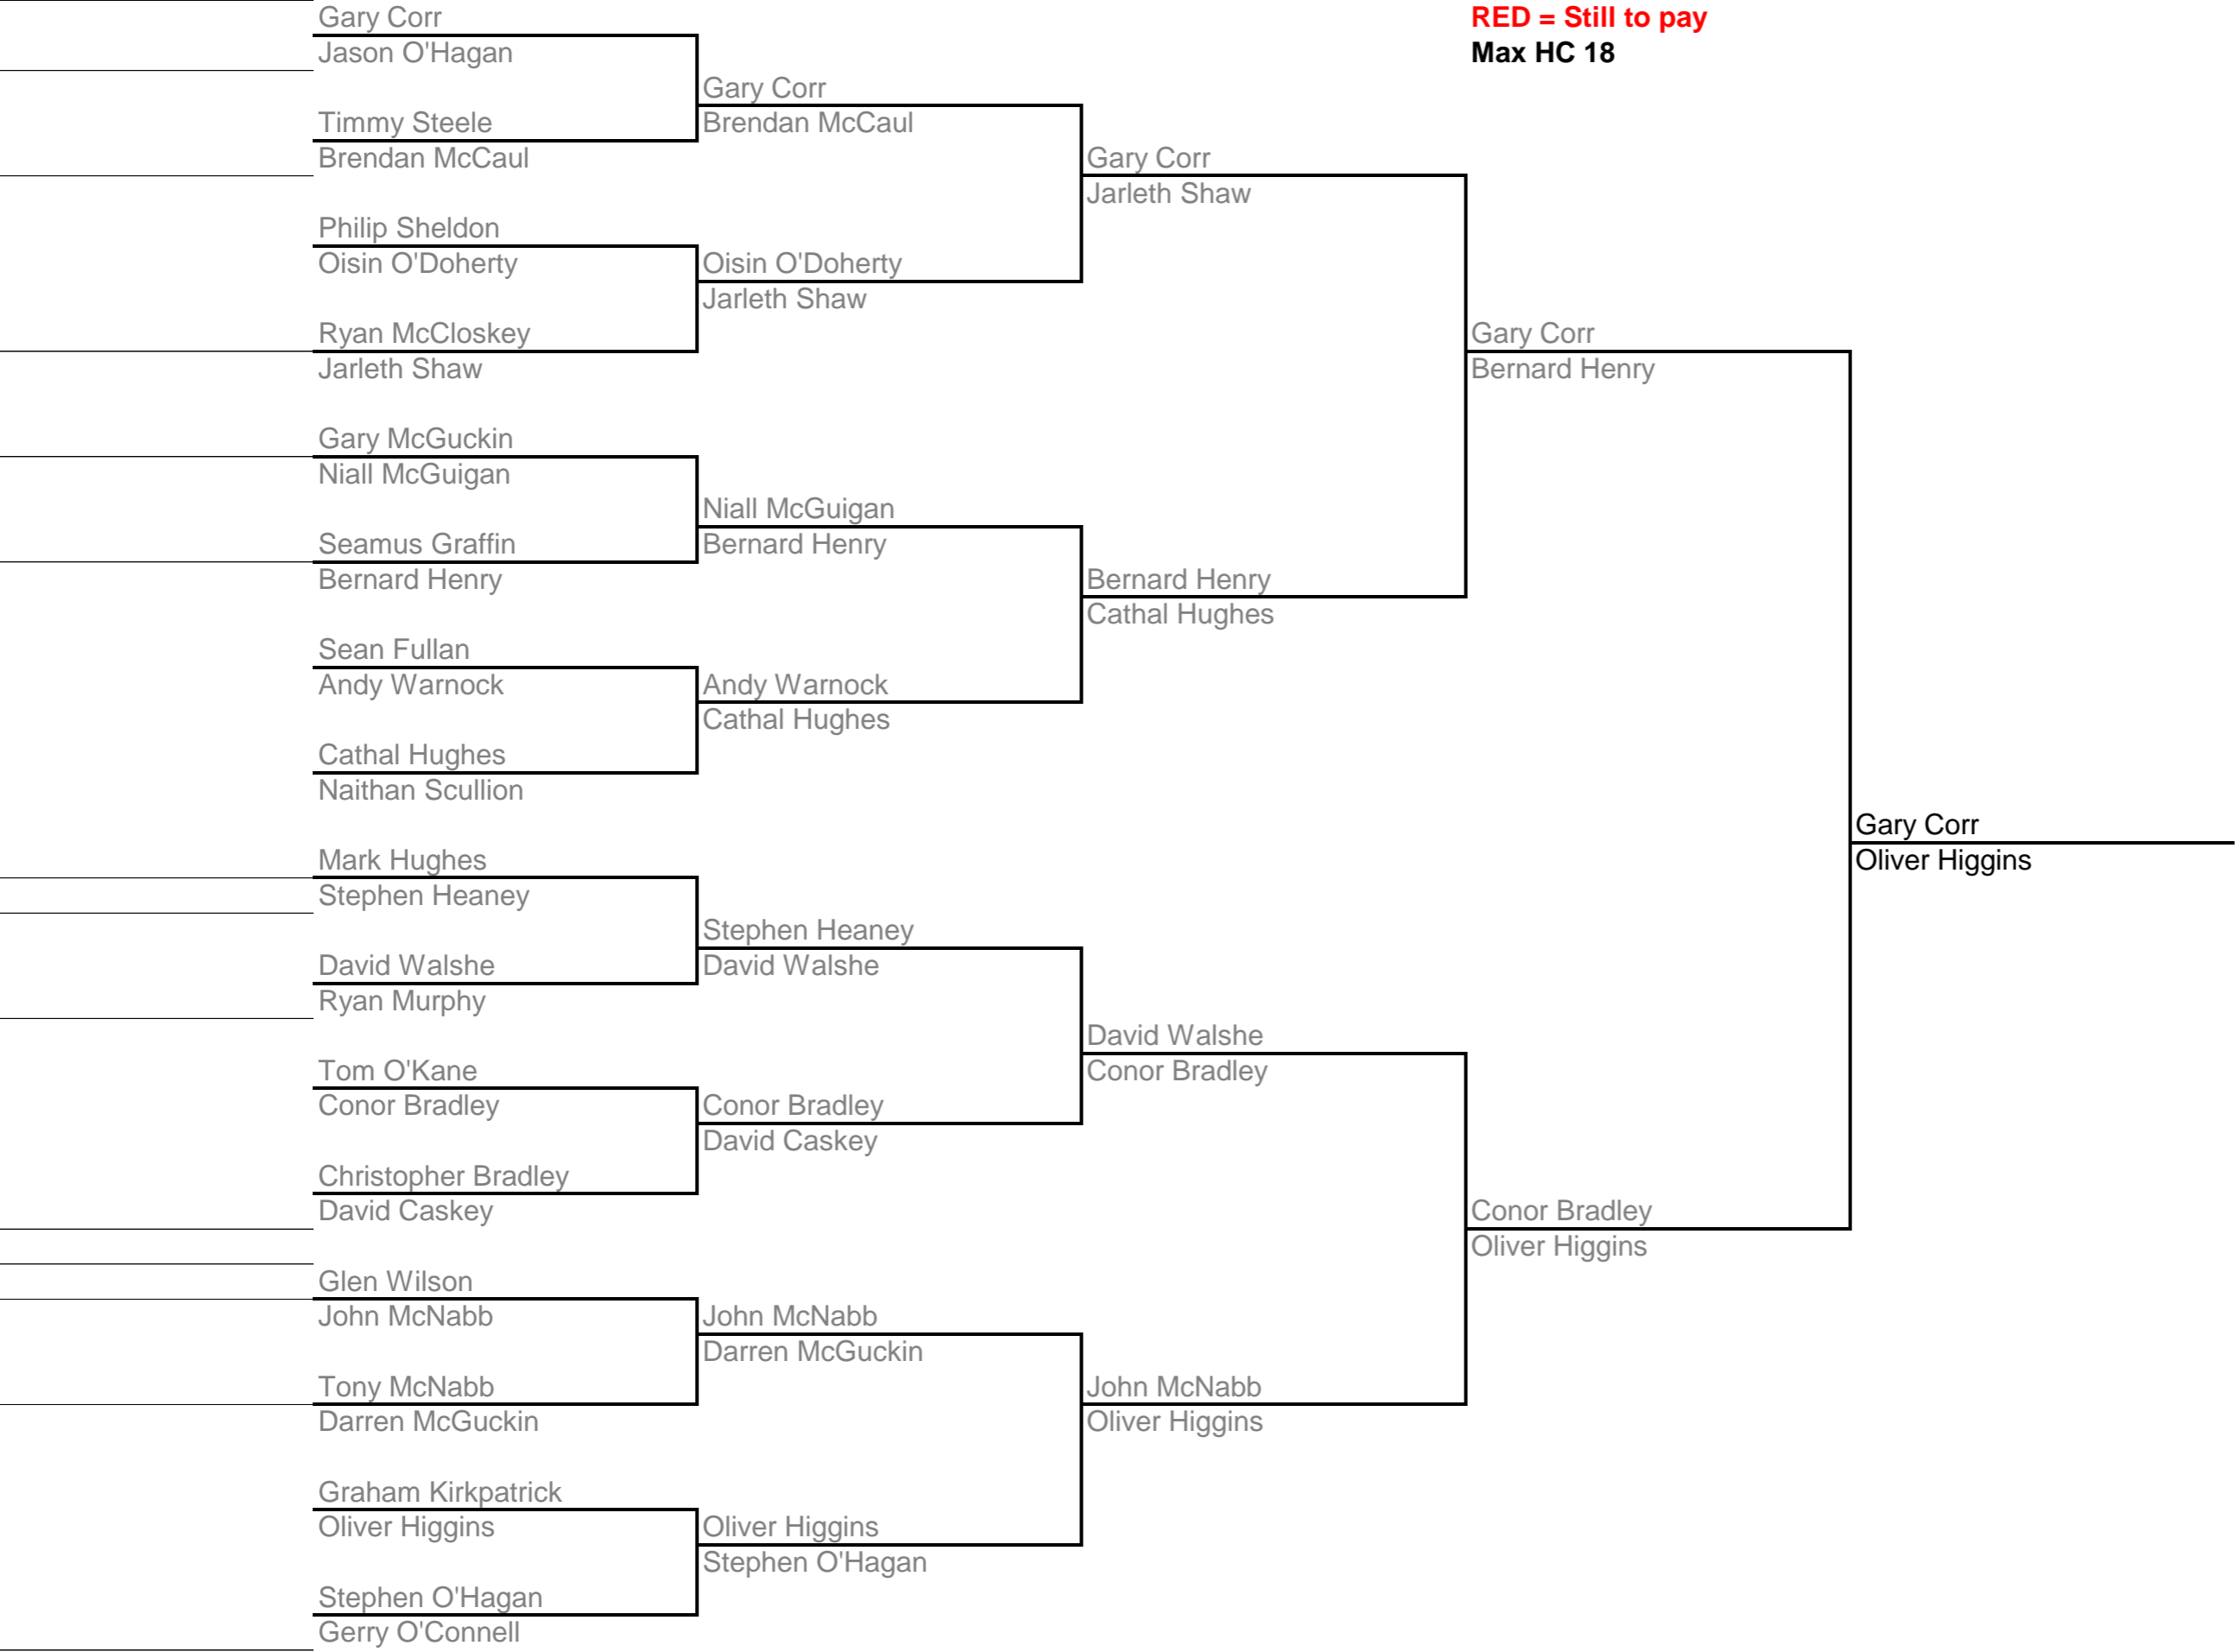 Gary Corr
Jason O'Hagan
Timmy Steele
Brendan McCaul
Philip Sheldon
Oisin O'Doherty
Ryan McCloskey
Jarleth Shaw
Gary McGuckin
Niall McGuigan
Seamus Graffin
Bernard Henry
Sean Fullan
Andy Warnock
Cathal Hughes
Naithan Scullion
Mark Hughes
Stephen Heaney
David Walshe
Ryan Murphy
Tom O'Kane
Conor Bradley
Christopher Bradley
David Caskey
Glen Wilson
John McNabb
Tony McNabb
Darren McGuckin
Graham Kirkpatrick
Oliver Higgins
Stephen O'Hagan
Gerry O'Connell
Gary Corr
Brendan McCaul
Oisin O'Doherty
Jarleth Shaw
Niall McGuigan
Bernard Henry
Andy Warnock
Cathal Hughes
Stephen Heaney
David Walshe
Conor Bradley
David Caskey
John McNabb
Darren McGuckin
Oliver Higgins
Stephen O'Hagan
Gary Corr
Jarleth Shaw
Bernard Henry
Cathal Hughes
David Walshe
Conor Bradley
John McNabb
Oliver Higgins
RED = Still to pay
Max HC 18
Gary Corr
Bernard Henry
Conor Bradley
Oliver Higgins
Gary Corr
Oliver Higgins